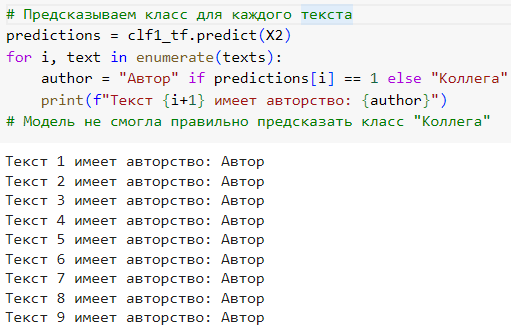 # Предсказываем класс для каждого текста
predictions = clf1_tf.predict(X2)
for i, text in enumerate(texts):
    author = "Автор" if predictions[i] == 1 else "Коллега"
    print(f"Текст {i+1} имеет авторство: {author}")
# Модель не смогла правильно предсказать класс "Коллега"
Текст 1 имеет авторство: Автор
Текст 2 имеет авторство: Автор
Текст 3 имеет авторство: Автор
Текст 4 имеет авторство: Автор
Текст 5 имеет авторство: Автор
Текст 6 имеет авторство: Автор
Текст 7 имеет авторство: Автор
Текст 8 имеет авторство: Автор
Текст 9 имеет авторство: Автор